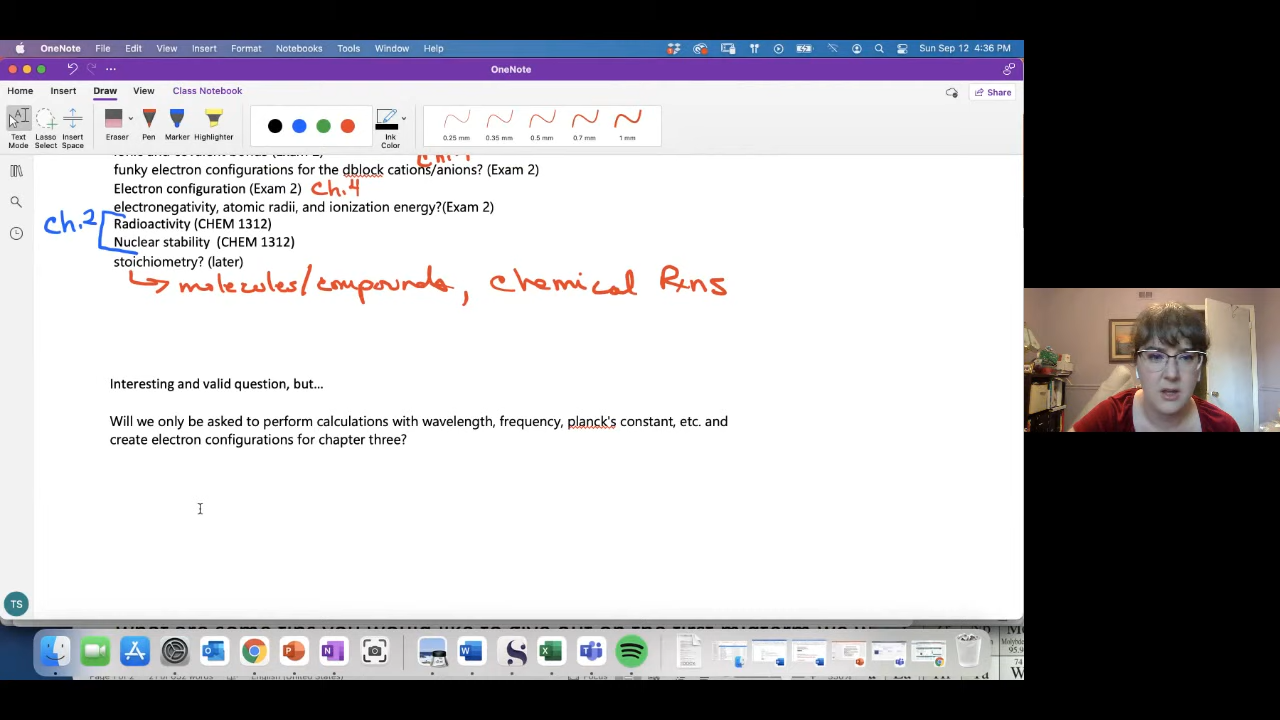 OneNote File Edit View Insert Format Notebooks Tools Window Help Sun Sep 12 4:36 PM
OneNote
Home Insert Draw View Class Notebook Share
Text Mode Lasso Select Insert Space Eraser Pen Marker Highlighter Ink Color 0.25 mm 0.35 mm 0.5 mm 0.7 mm 1 mm
funky electron configurations for the dblock cations/anions? (Exam 2)
Electron configuration (Exam 2) Ch.4
electronegativity, atomic radii, and ionization energy?(Exam 2)
Ch.2 Radioactivity (CHEM 1312)
Nuclear stability (CHEM 1312)
stoichiometry? (later)
molecules/compounds, chemical Rxns
Interesting and valid question, but...
Will we only be asked to perform calculations with wavelength, frequency, planck's constant, etc. and
create electron configurations for chapter three?
TS